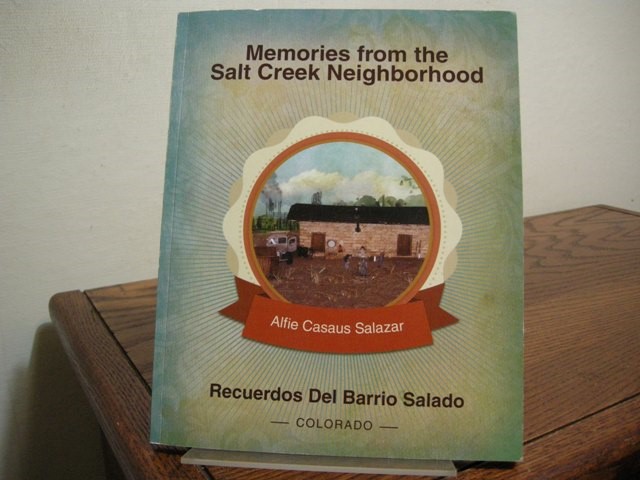 Memories from the
Salt Creek Neighborhood
Alfie Casaus Salazar
Recuerdos Del Barrio Salado
— COLORADO —